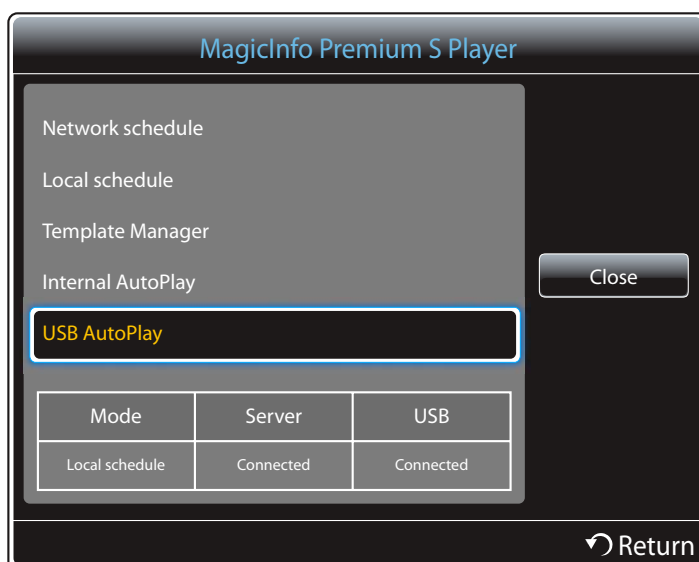 MagicInfo Premium S Player
Network schedule
Local schedule
Template Manager
Internal AutoPlay
USB AutoPlay
Close
Mode Server USB
Local schedule Connected Connected
Return